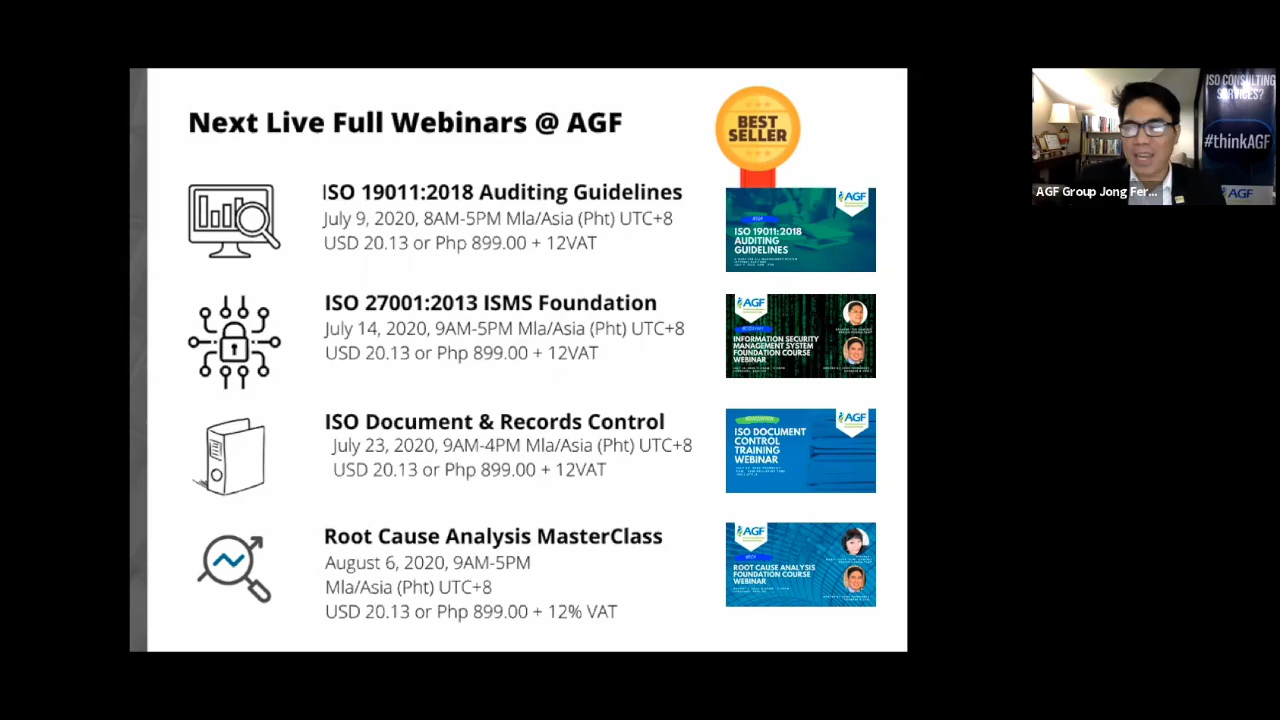 Next Live Full Webinars @ AGF
BEST
SELLER
ISO 19011:2018 Auditing Guidelines
July 9, 2020, 8AM-5PM Mla/Asia (Pht) UTC+8
USD 20.13 or Php 899.00 + 12VAT
AGF
ISO 19011:2018
AUDITING
GUIDELINES
ISO 27001:2013 ISMS Foundation
July 14, 2020, 9AM-5PM Mla/Asia (Pht) UTC+8
USD 20.13 or Php 899.00 + 12VAT
AGF
INFORMATION SECURITY
MANAGEMENT SYSTEM
FOUNDATION COURSE
WEBINAR
ISO Document & Records Control
July 23, 2020, 9AM-4PM Mla/Asia (Pht) UTC+8
USD 20.13 or Php 899.00 + 12VAT
AGF
ISO DOCUMENT
CONTROL
TRAINING
WEBINAR
Root Cause Analysis MasterClass
August 6, 2020, 9AM-5PM
Mla/Asia (Pht) UTC+8
USD 20.13 or Php 899.00 + 12% VAT
AGF
ROOT CAUSE ANALYSIS
FOUNDATION COURSE
WEBINAR
ISO CONSULTING
SERVICES?
#thinkAGF
AGF
AGF Group Jong Fer...